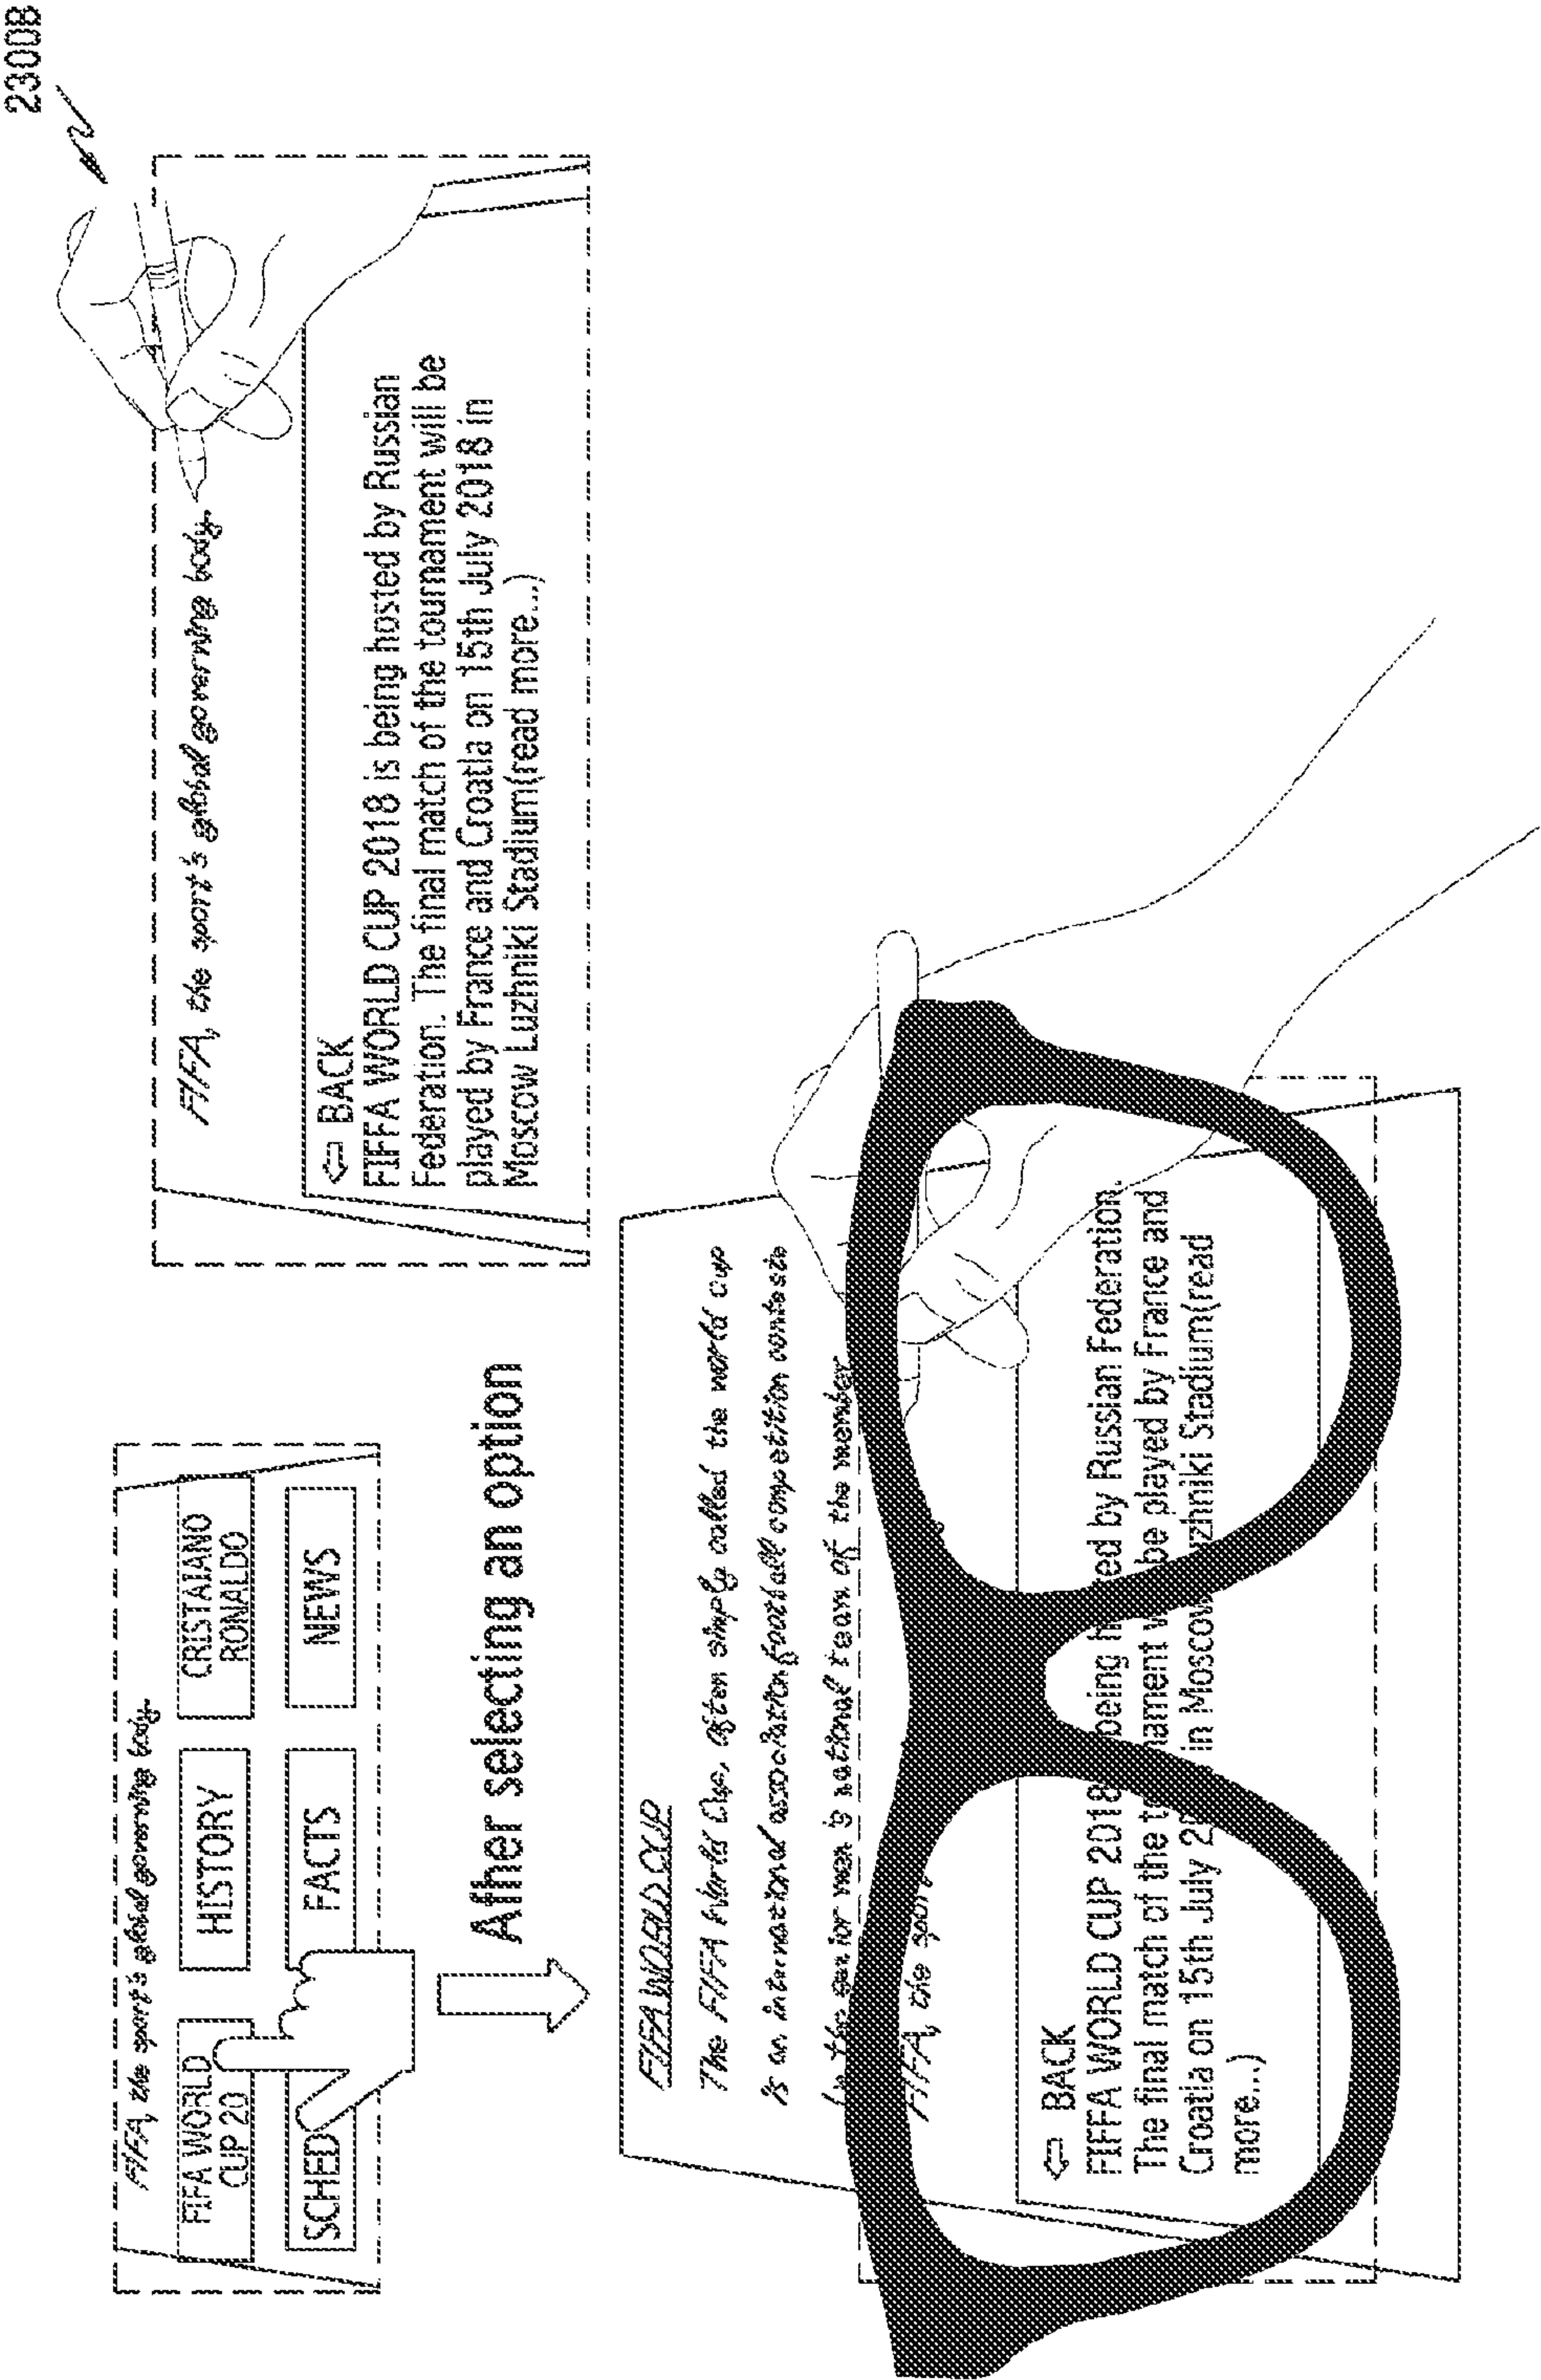 2300B
FIFA, the sport's global governing body.
FIFA WORLD
CUP 20
HISTORY
CRISTAIANO
RONALDO
SCHED
FACTS
NEWS
Afher selecting an option
FIFA, the sport's global governing body.
BACK
FIFFA WORLD CUP 2018 is being hosted by Russian
Federation. The final match of the tournament will be
played by France and Croatia on 15th July 2018 in
Moscow Luzhniki Stadium(read more...)
FIFA WORLD CUP
The FIFA World Cup, often simply called the world cup
is an international association football competition contests
by the senior men's national team of the member
FIFA, the sport
BACK
FIFFA WORLD CUP 2018 being h ted by Russian Federation.
The final match of the to nament w be played by France and
Croatia on 15th July 20 in Moscow uzhniki Stadium(read
more...)